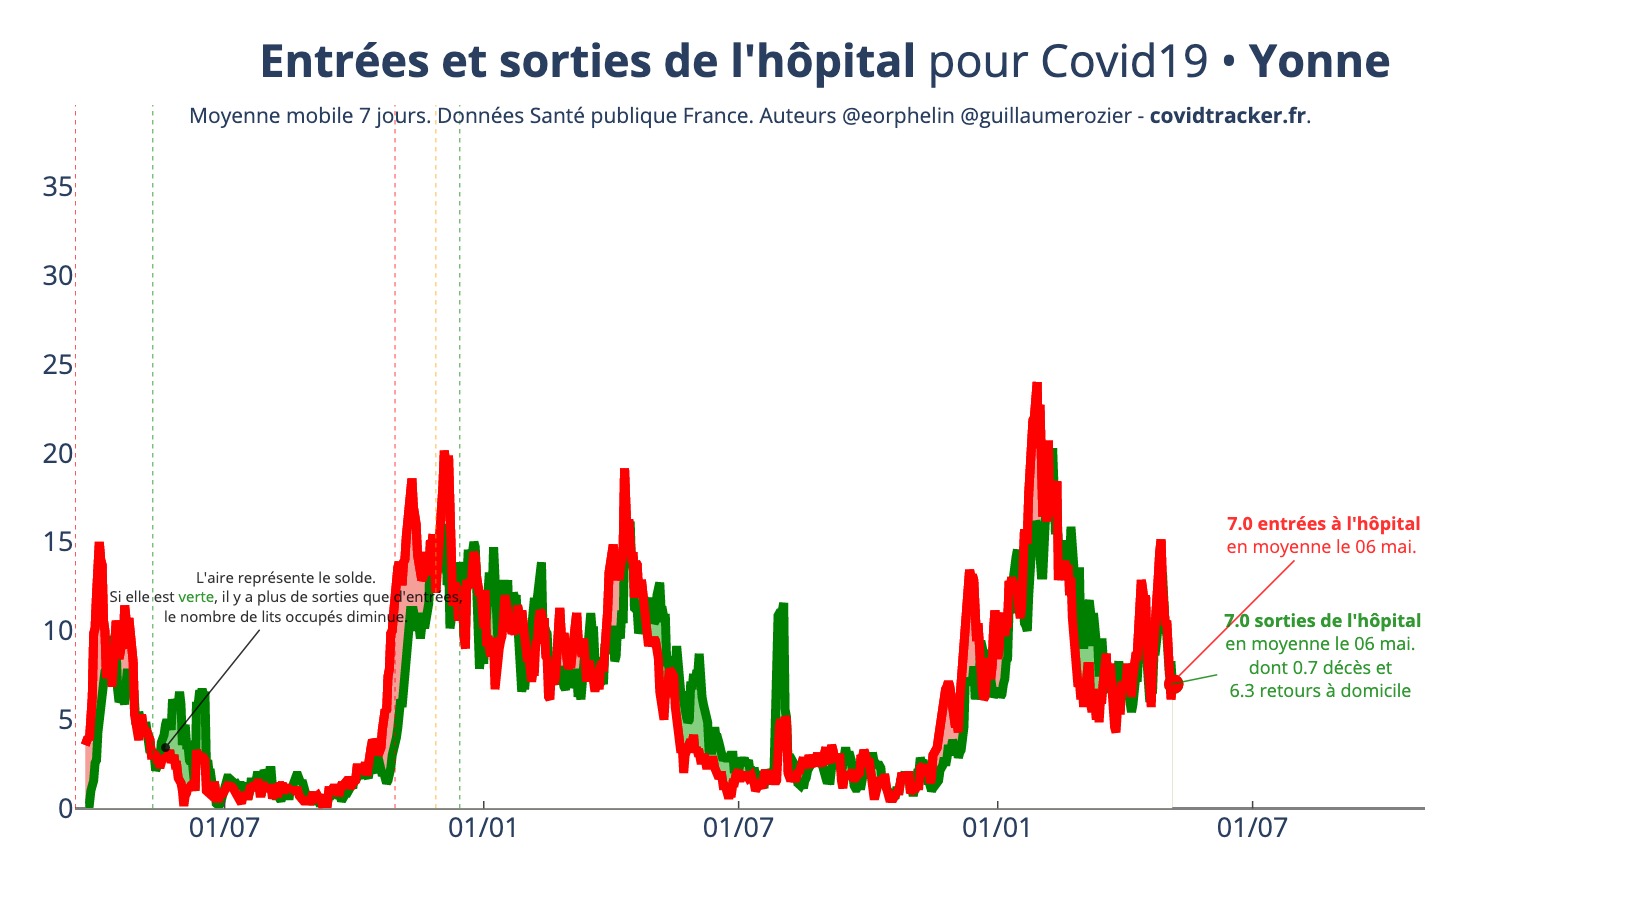 Entrées et sorties de l'hôpital pour Covid19 • Yonne
Moyenne mobile 7 jours. Données Santé publique France. Auteurs @eorphelin @guillaumerozier - covidtracker.fr.
35
30
25
20
15
10
5
0
L'aire représente le solde.
Si elle est verte, il y a plus de sorties que d'entrées,
le nombre de lits occupés diminue.
7.0 entrées à l'hôpital
en moyenne le 06 mai.
7.0 sorties de l'hôpital
en moyenne le 06 mai.
dont 0.7 décès et
6.3 retours à domicile
01/07
01/01
01/07
01/01
01/07